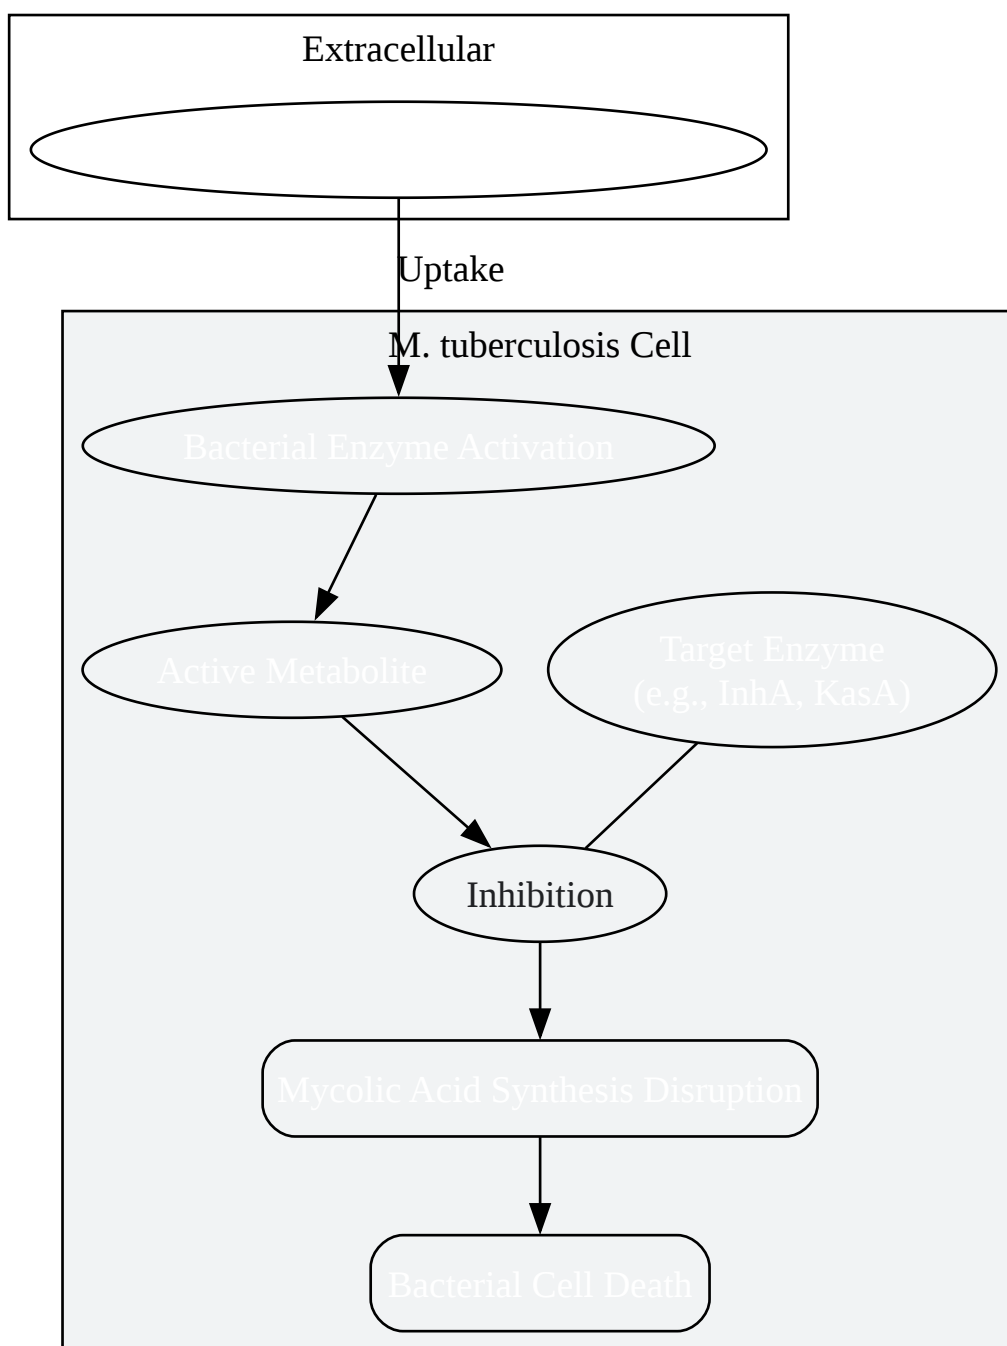 Extracellular
Uptake
M. tuberculosis Cell
Bacterial Enzyme Activation
Active Metabolite
Target Enzyme
(e.g., InhA, KasA)
Inhibition
Mycolic Acid Synthesis Disruption
Bacterial Cell Death